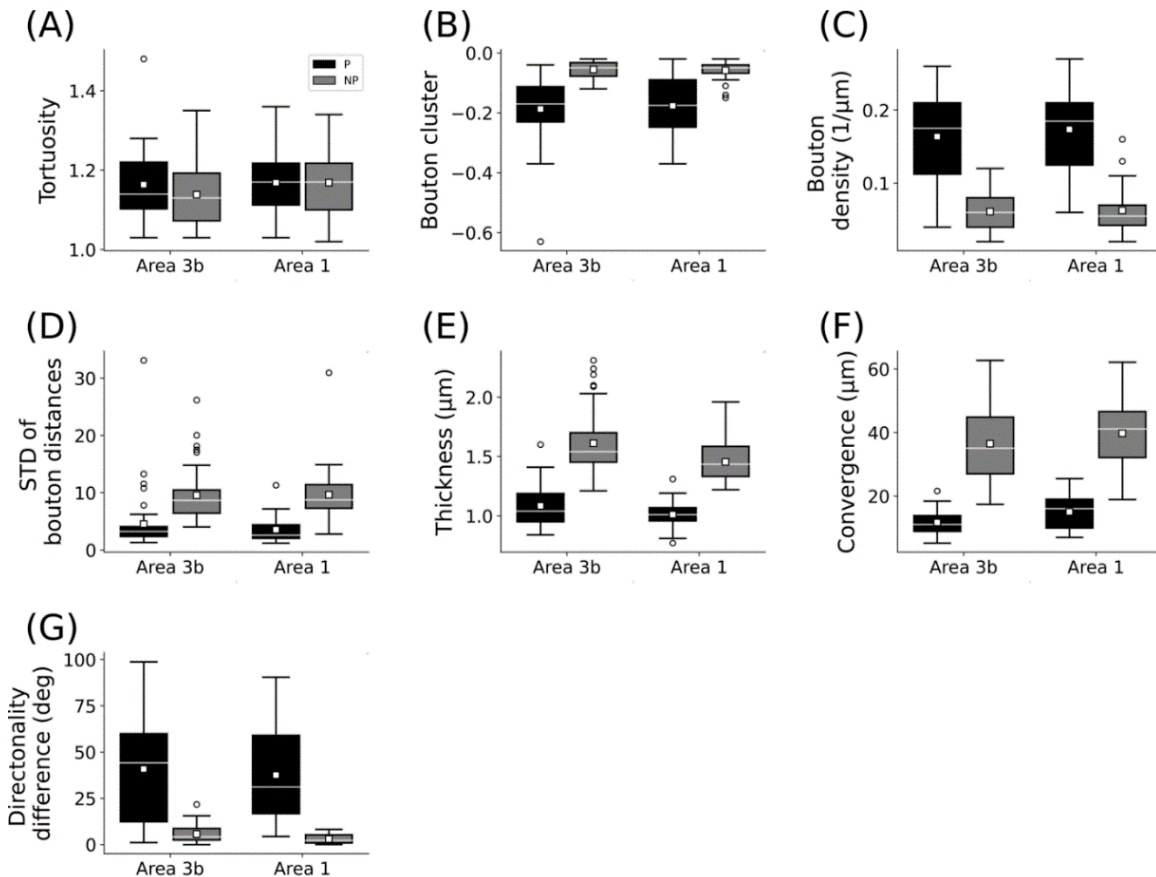 (A)
Tortuosity
1.4
1.2
1.0
P
NP
Area 3b
Area 1
(B)
Bouton cluster
0.0
−0.2
−0.4
−0.6
Area 3b
Area 1
(C)
Bouton
density (1/μm)
0.2
0.1
Area 3b
Area 1
(D)
STD of
bouton distances
30
20
10
0
Area 3b
Area 1
(E)
Thickness (μm)
2.0
1.5
1.0
Area 3b
Area 1
(F)
Convergence (μm)
60
40
20
Area 3b
Area 1
(G)
Directonality
difference (deg)
100
75
50
25
0
Area 3b
Area 1